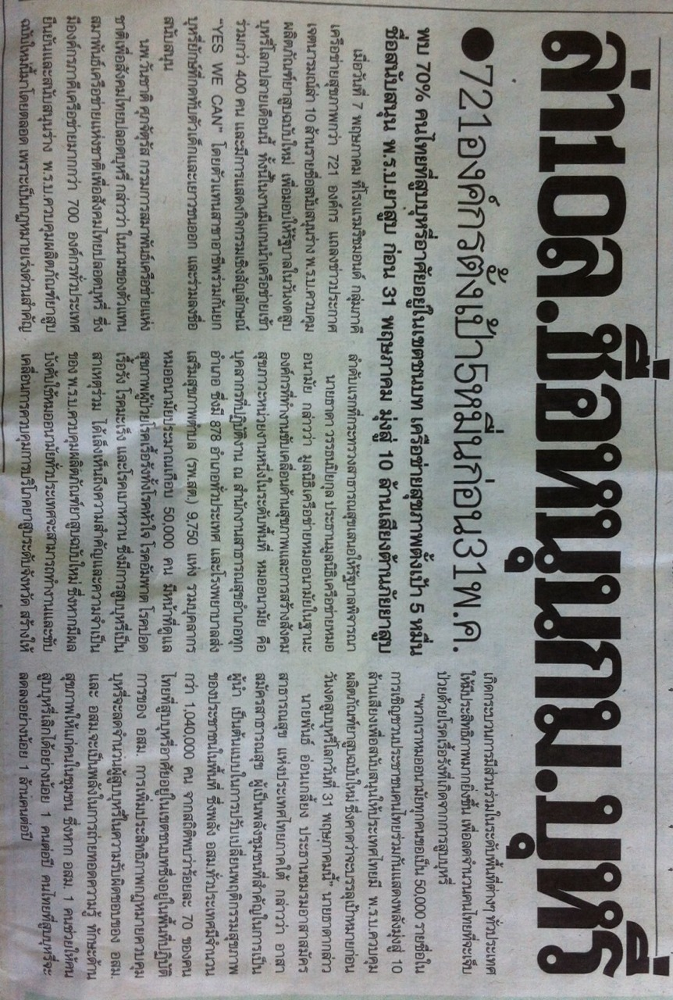 ล่า10ล.ชื่อหนุนกม.บุหรี่
●721องค์กรตั้งเป้า5หมื่นก่อน31พ.ค.
พบ 70% คนไทยที่สูบบุหรี่อาศัยอยู่ในเขตชนบท เครือข่ายสุขภาพตั้งเป้า 5 หมื่น
ชื่อสนับสนุน พ.ร.บ.ยาสูบ ก่อน 31 พฤษภาคม มุ่งสู่ 10 ล้านเสียงต้านภัยยาสูบ
เมื่อวันที่ 7 พฤษภาคม ที่โรงแรมริชมอนด์ กลุ่มภาคี
เครือข่ายสุขภาพกว่า 721 องค์กร แถลงข่าวประกาศ
เจตนารมณ์ล่า 10 ล้านรายชื่อสนับสนุนร่าง พ.ร.บ.ควบคุม
ผลิตภัณฑ์ยาสูบฉบับใหม่ เพื่อมอบให้รัฐบาลในวันงดสูบ
บุหรี่โลกปลายเดือนนี้ ทั้งนี้ในงานมีแกนนำเครือข่ายเข้า
ร่วมกว่า 400 คน และมีการแสดงกิจกรรมเชิงสัญลักษณ์
"YES WE CAN" โดยตัวแทนสาขาอาชีพร่วมกันยก
บุหรี่ยักษ์ที่กดทับตัวเด็กและเยาวชนออก และร่วมลงชื่อ
สนับสนุน
นพ.วันชาติ ศุภจัตุรัส กรรมการสมาพันธ์เครือข่ายแห่ง
ชาติเพื่อสังคมไทยปลอดบุหรี่ กล่าวว่า ในนามของตัวแทน
สมาพันธ์เครือข่ายแห่งชาติเพื่อสังคมไทยปลอดบุหรี่ ซึ่ง
มีองค์กรภาคีเครือข่ายมากกว่า 700 องค์กรทั่วประเทศ
ยืนยันและสนับสนุนร่าง พ.ร.บ.ควบคุมผลิตภัณฑ์ยาสูบ
ฉบับใหม่นี้มาโดยตลอด เพราะเป็นกฎหมายเร่งด่วนสำคัญ
ลำดับแรกที่กระทรวงสาธารณสุขเสนอให้รัฐบาลพิจารณา
นายธาดา วรรธนปิยกุล ประธานมูลนิธิเครือข่ายหมอ
อนามัย กล่าวว่า มูลนิธิเครือข่ายหมออนามัยในฐานะ
องค์กรที่ทำงานขับเคลื่อนด้านสุขภาพและการสร้างสังคม
สุขภาวะหน่วยงานหนึ่งในระดับพื้นที่ หมออนามัย คือ
บุคลากรที่ปฏิบัติงาน ณ สำนักงานสาธารณสุขอำเภอทุก
อำเภอ ซึ่งมี 878 อำเภอทั่วประเทศ และโรงพยาบาลส่ง
เสริมสุขภาพตำบล (รพ.สต.) 9,750 แห่ง รวมบุคลากร
หมออนามัยประมาณเกือบ 50,000 คน มีหน้าที่ดูแล
สุขภาพผู้ป่วยโรคเรื้อรังทั้งโรคหัวใจ โรคอัมพาต โรคปอด
เรื้อรัง โรคมะเร็ง และโรคเบาหวาน ซึ่งมีการสูบบุหรี่เป็น
สาเหตุร่วม ได้เล็งเห็นถึงความสำคัญและความจำเป็น
ของ พ.ร.บ.ควบคุมผลิตภัณฑ์ยาสูบฉบับใหม่ ซึ่งหากมีผล
บังคับใช้หมออนามัยทั่วประเทศจะสามารถทำงานและขับ
เคลื่อนการควบคุมการบริโภคยาสูบระดับจังหวัด สร้างให้
เกิดกระบวนการมีส่วนร่วมในระดับพื้นที่ต่างๆ ทั่วประเทศ
ให้มีประสิทธิภาพมากยิ่งขึ้น เพื่อลดจำนวนคนไทยที่จะเจ็บ
ป่วยด้วยโรคเรื้อรังที่เกิดจากการสูบบุหรี่
"พวกเราหมออนามัยทุกคนขอเป็น 50,000 รายชื่อใน
การเชิญชวนประชาชนคนไทยร่วมกันแสดงพลังมุ่งสู่ 10
ล้านเสียงเพื่อสนับสนุนให้ประเทศไทยมี พ.ร.บ.ควบคุม
ผลิตภัณฑ์ยาสูบฉบับใหม่ ซึ่งคาดว่าจะบรรลุเป้าหมายก่อน
วันงดสูบบุหรี่โลกวันที่ 31 พฤษภาคมนี้" นายธาดากล่าว
นายพันธ์ อ่อนเกลี้ยง ประธานชมรมอาสาสมัคร
สาธารณสุข แห่งประเทศไทยภาคใต้ กล่าวว่า อาสา
สมัครสาธารณสุข ผู้เป็นพลังชุมชนที่สำคัญในการเป็น
ผู้นำ เป็นต้นแบบในการปรับเปลี่ยนพฤติกรรมสุขภาพ
ของประชาชนในพื้นที่ ซึ่งพลัง อสม.ทั่วประเทศมีจำนวน
กว่า 1,040,000 คน จากสถิติพบว่าร้อยละ 70 ของคน
ไทยที่สูบบุหรี่อาศัยอยู่ในเขตชนบทซึ่งอยู่ในพื้นที่ปฏิบัติ
การของ อสม. การเพิ่มประสิทธิภาพกฎหมายควบคุม
บุหรี่จะลดจำนวนผู้สูบบุหรี่ในความรับผิดชอบของ อสม.
และ อสม.จะเป็นพลังในการถ่ายทอดความรู้ ทักษะด้าน
สุขภาพให้แก่คนในชุมชน ซึ่งหาก อสม. 1 คนช่วยให้คน
สูบบุหรี่เลิกได้อย่างน้อย 1 คนต่อปี คนไทยที่สูบบุหรี่จะ
ลดลงอย่างน้อย 1 ล้านคนต่อปี